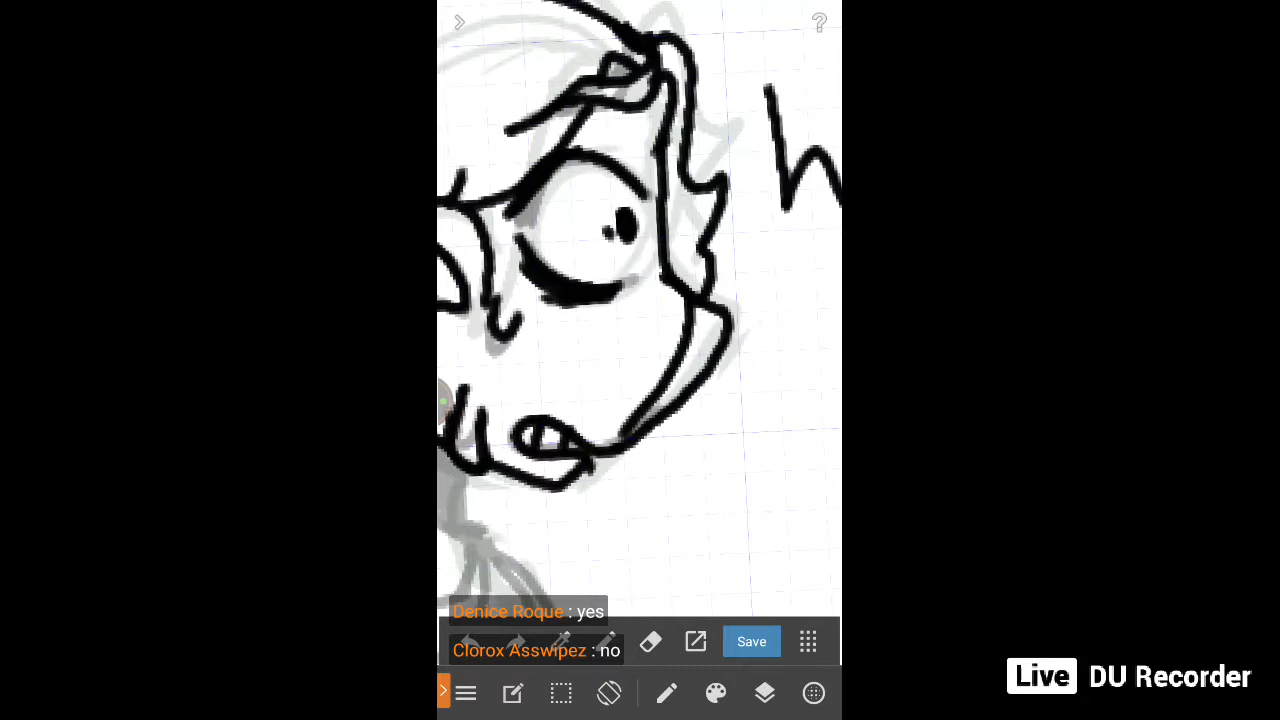 Denice Roque : yes
Save
Clorox Asswipez : no
Live DU Recorder